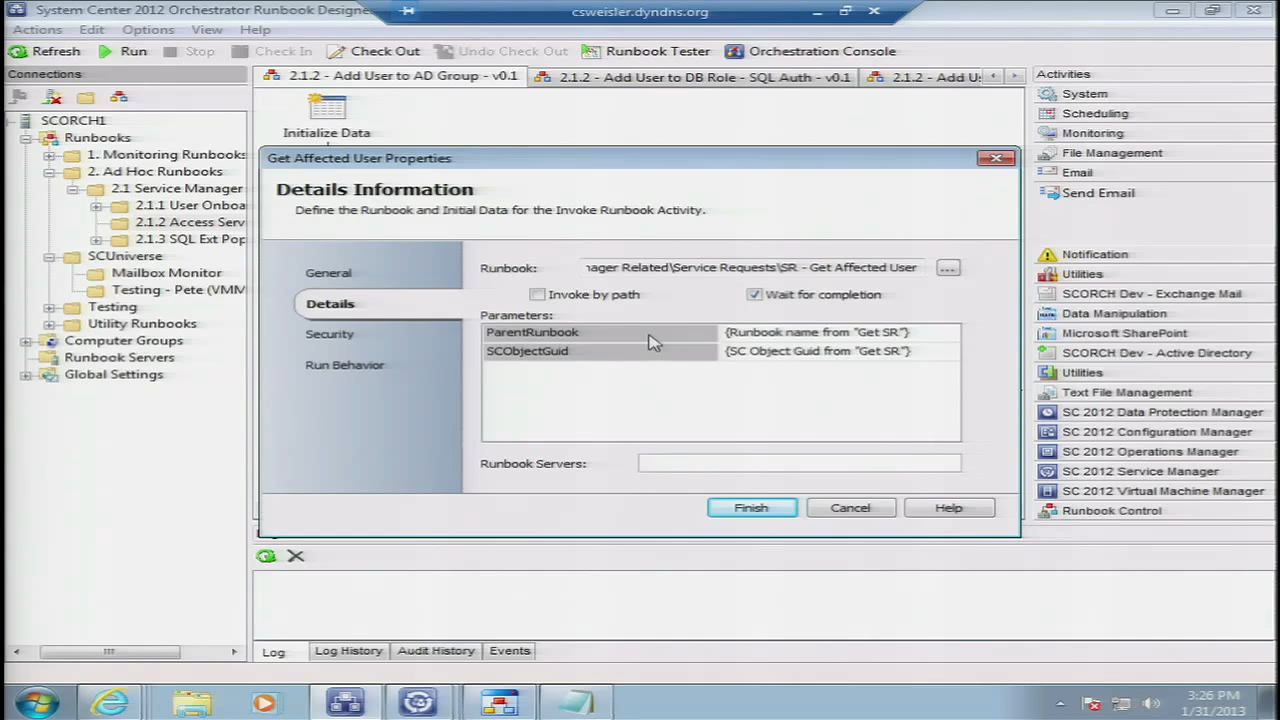 System Center 2012 Orchestrator Runbook Designe
csweisler.dyndns.org
Actions Edit Options View Help
Refresh Run Stop Check In Check Out Undo Check Out Runbook Tester Orchestration Console
Connections
SCORCH1
Runbooks
1. Monitoring Runbooks
2. Ad Hoc Runbooks
2.1 Service Manager
2.1.1 User Onboa
2.1.2 Access Serv
2.1.3 SQL Ext Pop
SCUniverse
Mailbox Monitor
Testing - Pete (VMM
Testing
Utility Runbooks
Computer Groups
Runbook Servers
Global Settings
2.1.2 - Add User to AD Group - v0.1
2.1.2 - Add User to DB Role - SQL Auth - v0.1
2.1.2 - Add U
Initialize Data
Get Affected User Properties
Details Information
Define the Runbook and Initial Data for the Invoke Runbook Activity.
General
Details
Security
Run Behavior
Runbook: ager Related\Service Requests\SR - Get Affected User ...
Invoke by path Wait for completion
Parameters:
ParentRunbook {Runbook name from "Get SR"}
SCObjectGuid {SC Object Guid from "Get SR"}
Runbook Servers:
Finish Cancel Help
Log Log History Audit History Events
Activities
System
Scheduling
Monitoring
File Management
Email
Send Email
Notification
Utilities
SCORCH Dev - Exchange Mail
Data Manipulation
Microsoft SharePoint
SCORCH Dev - Active Directory
Utilities
Text File Management
SC 2012 Data Protection Manager
SC 2012 Configuration Manager
SC 2012 Operations Manager
SC 2012 Service Manager
SC 2012 Virtual Machine Manager
Runbook Control
3:26 PM
1/31/2013